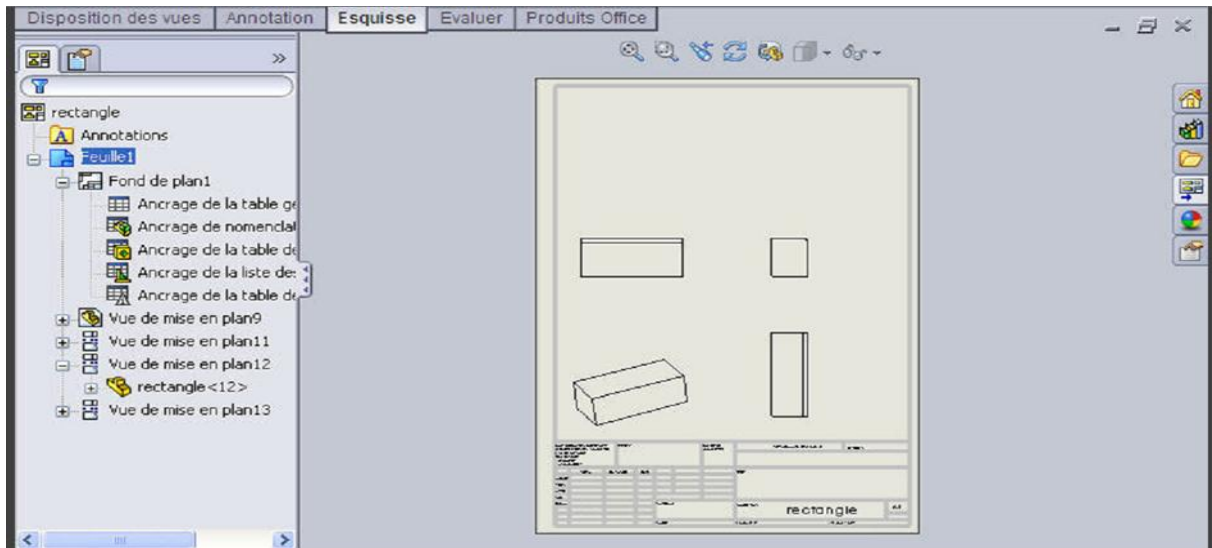 Disposition des vues Annotation Esquisse Evaluer Produits Office
rectangle
Annotations
Feuille1
Fond de plan1
Ancrage de la table gé
Ancrage de nomenclat
Ancrage de la table de
Ancrage de la liste des
Ancrage de la table de
Vue de mise en plan9
Vue de mise en plan11
Vue de mise en plan12
rectangle<12>
Vue de mise en plan13
rectangle